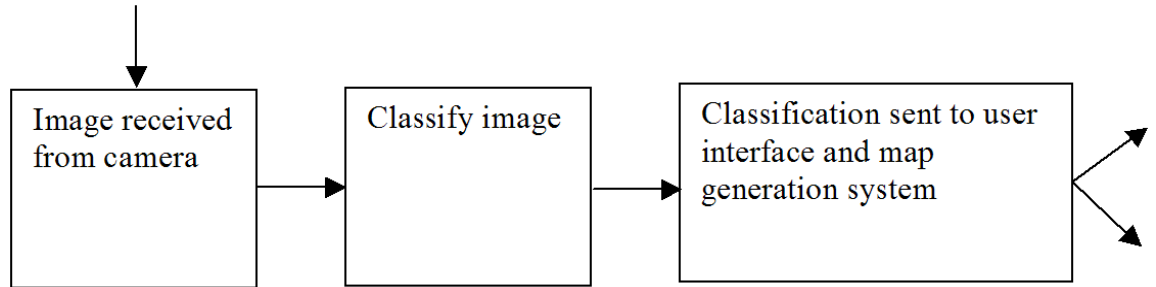 Image received
from camera
Classify image
Classification sent to user
interface and map
generation system